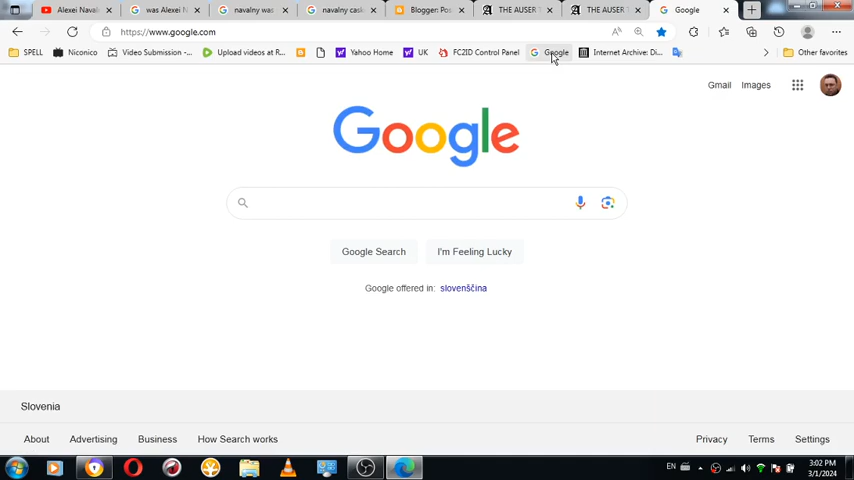 Alexei Naval
was Alexei N
navalny was
navalny cask
Blogger: Pos
THE AUSER T
THE AUSER T
Google
https://www.google.com
SPELL
Niconico
Video Submission -...
Upload videos at R...
Yahoo Home
UK
FC2ID Control Panel
Google
Internet Archive: Di...
Other favorites
Gmail
Images
Google
Google Search
I'm Feeling Lucky
Google offered in: slovenščina
Slovenia
About
Advertising
Business
How Search works
Privacy
Terms
Settings
EN
3:02 PM
3/1/2024